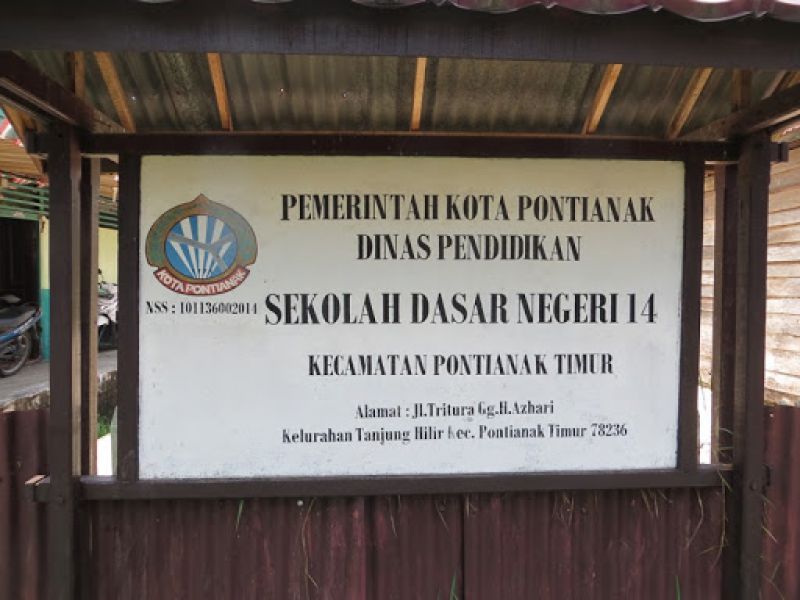 PEMERINTAH KOTA PONTIANAK
DINAS PENDIDIKAN
KOTA PONTIANAK
NSS : 101136002014
SEKOLAH DASAR NEGERI 14
KECAMATAN PONTIANAK TIMUR
Alamat : Jl.Tritura Gg.H.Azhari
Kelurahan Tanjung Hilir Kec. Pontianak Timur 78236